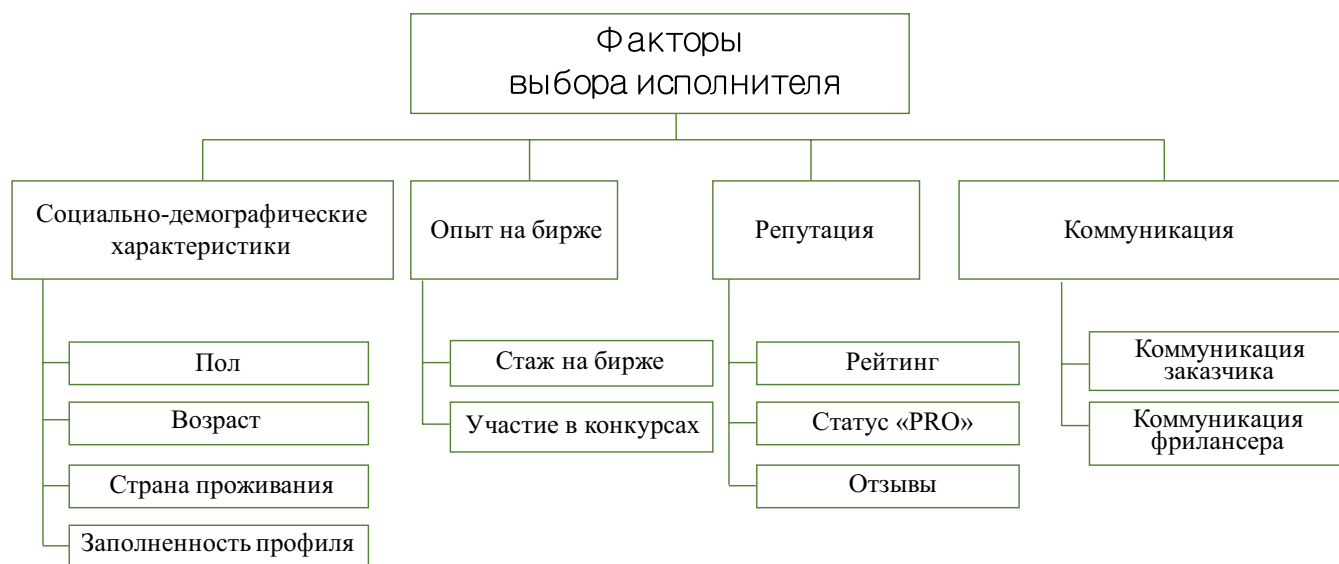 Факторы
выбора исполнителя
Социально-демографические
характеристики
Пол
Возраст
Страна проживания
Заполненность профиля
Опыт на бирже
Стаж на бирже
Участие в конкурсах
Репутация
Рейтинг
Статус «PRO»
Отзывы
Коммуникация
Коммуникация
заказчика
Коммуникация
фрилансера